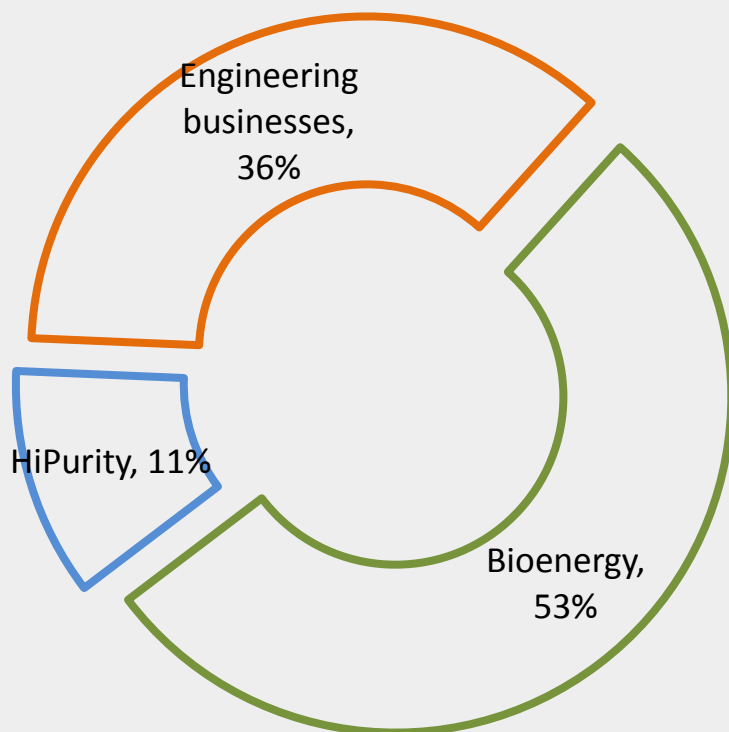 Engineering
businesses,
36%
HiPurity, 11%
Bioenergy,
53%